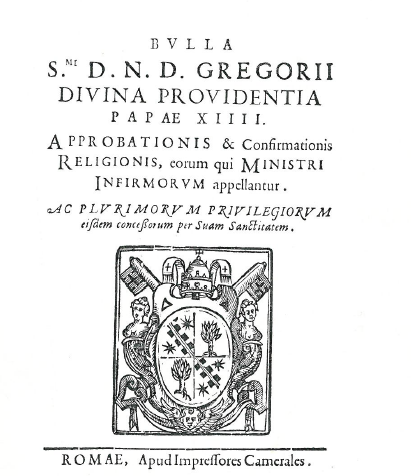 BVLLA
S.MI D. N. D. GREGORII
DIVINA PROVIDENTIA
PAPAE XIIII.
APPROBATIONIS & Confirmationis
RELIGIONIS, eorum qui MINISTRI
INFIRMORVM appellantur.
AC PLVRIMORVM PRIVILEGIORVM
eiſdem conceſſorum per Suam Sanctitatem.
ROMAE, Apud Impreſſores Camerales.